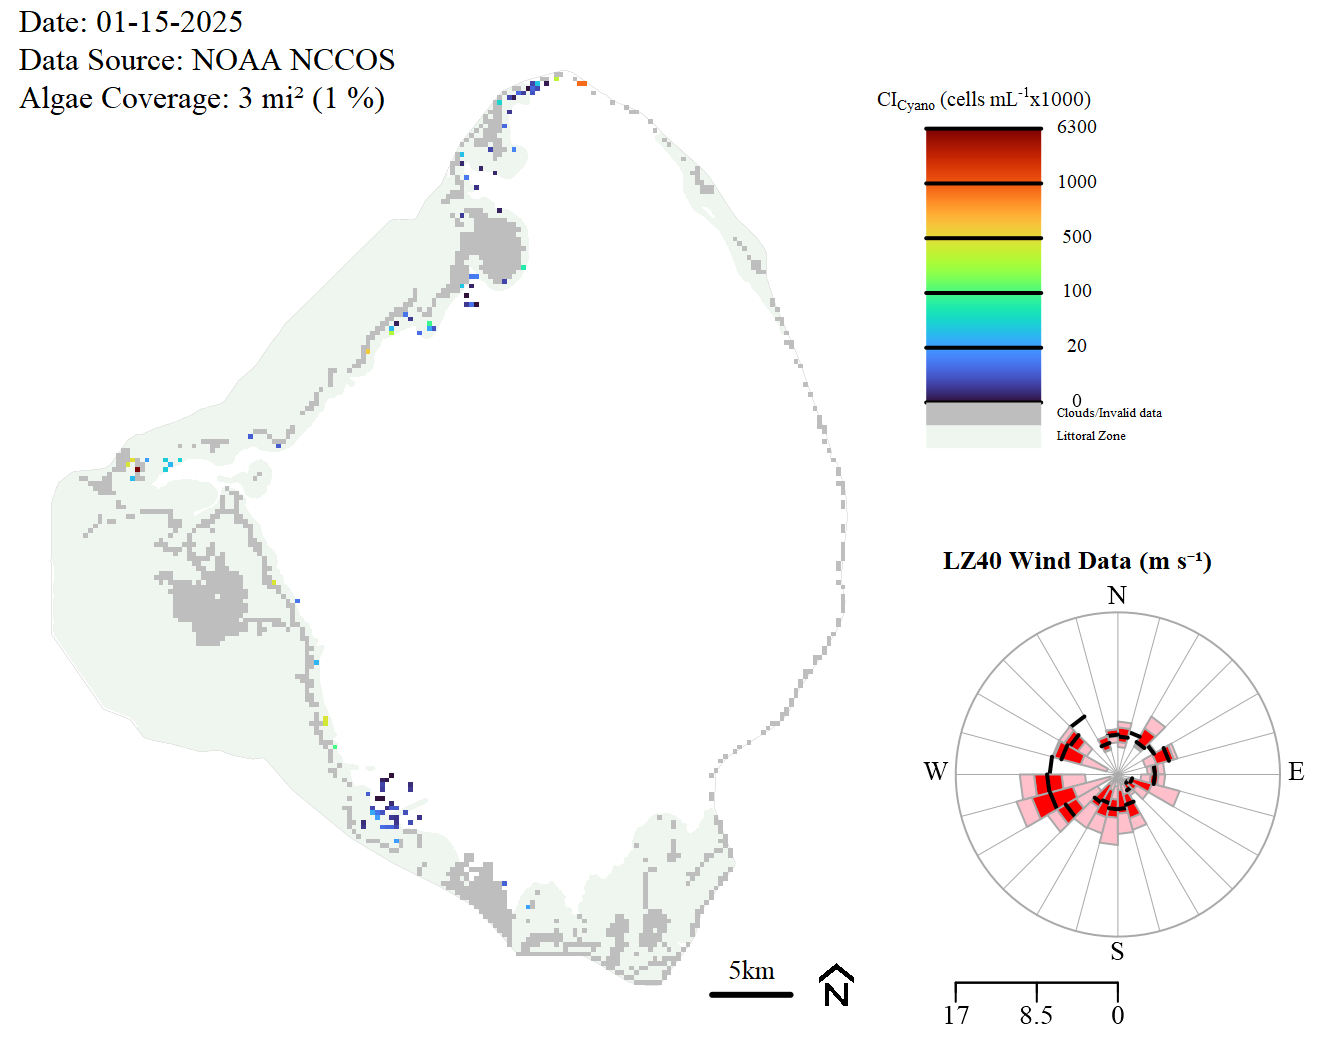 Date: 01-15-2025
Data Source: NOAA NCCOS
Algae Coverage: 3 mi² (1 %)
CI_Cyano (cells mL⁻¹x1000)
6300
1000
500
100
20
0
Clouds/Invalid data
Littoral Zone
LZ40 Wind Data (m s⁻¹)
N
W
E
S
5km
N
17
8.5
0